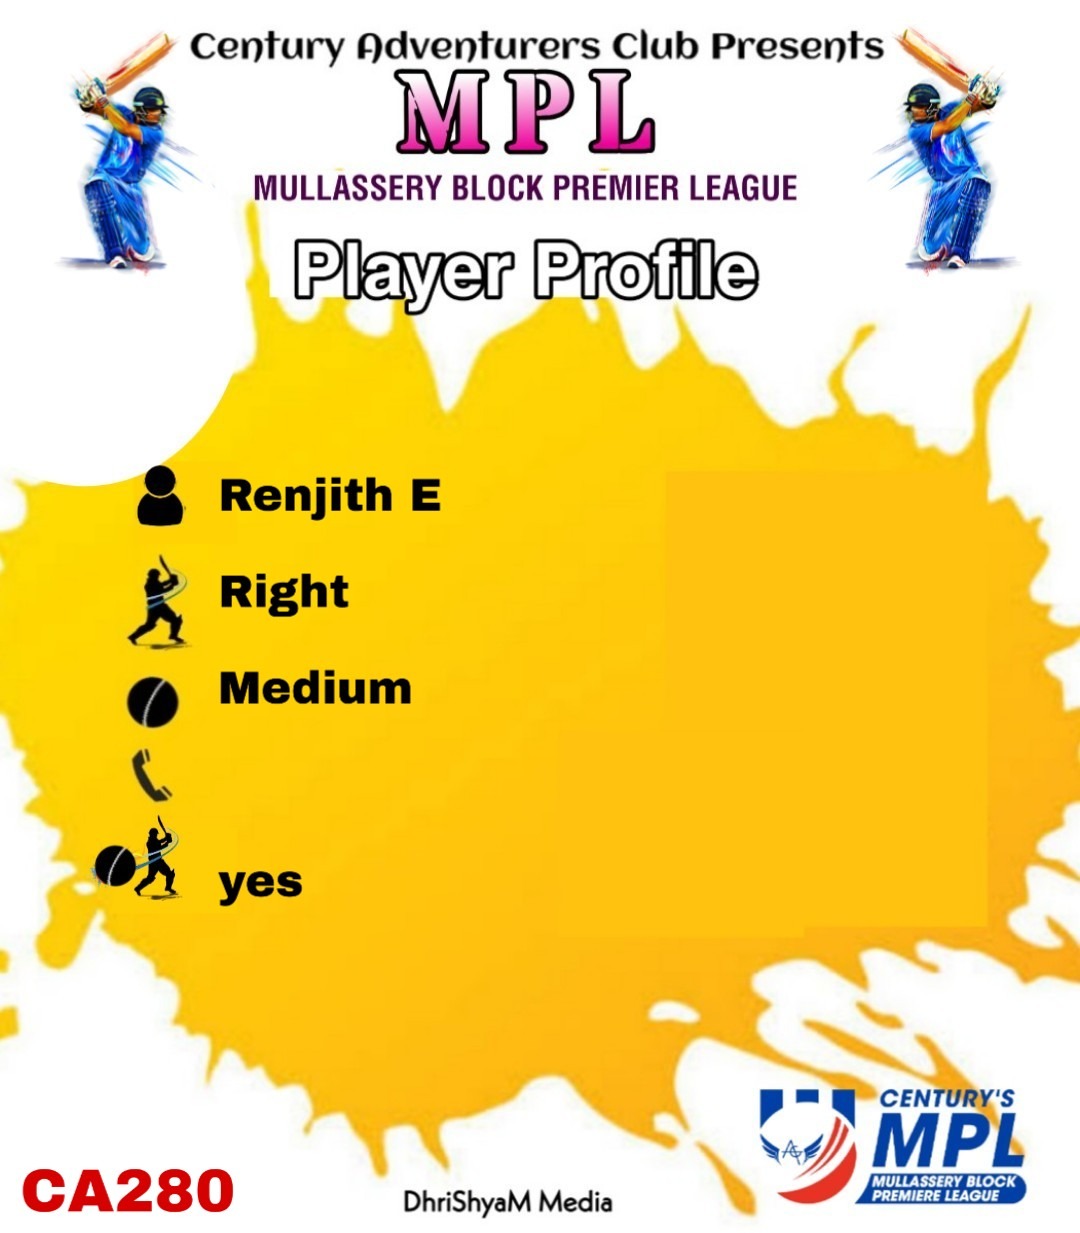 Century Adventurers Club Presents
MPL
MULLASSERY BLOCK PREMIER LEAGUE
Player Profile
Renjith E
Right
Medium
yes
CENTURY'S
MPL
MULLASSERY BLOCK
PREMIERE LEAGUE
CA280
DhriShyaM Media